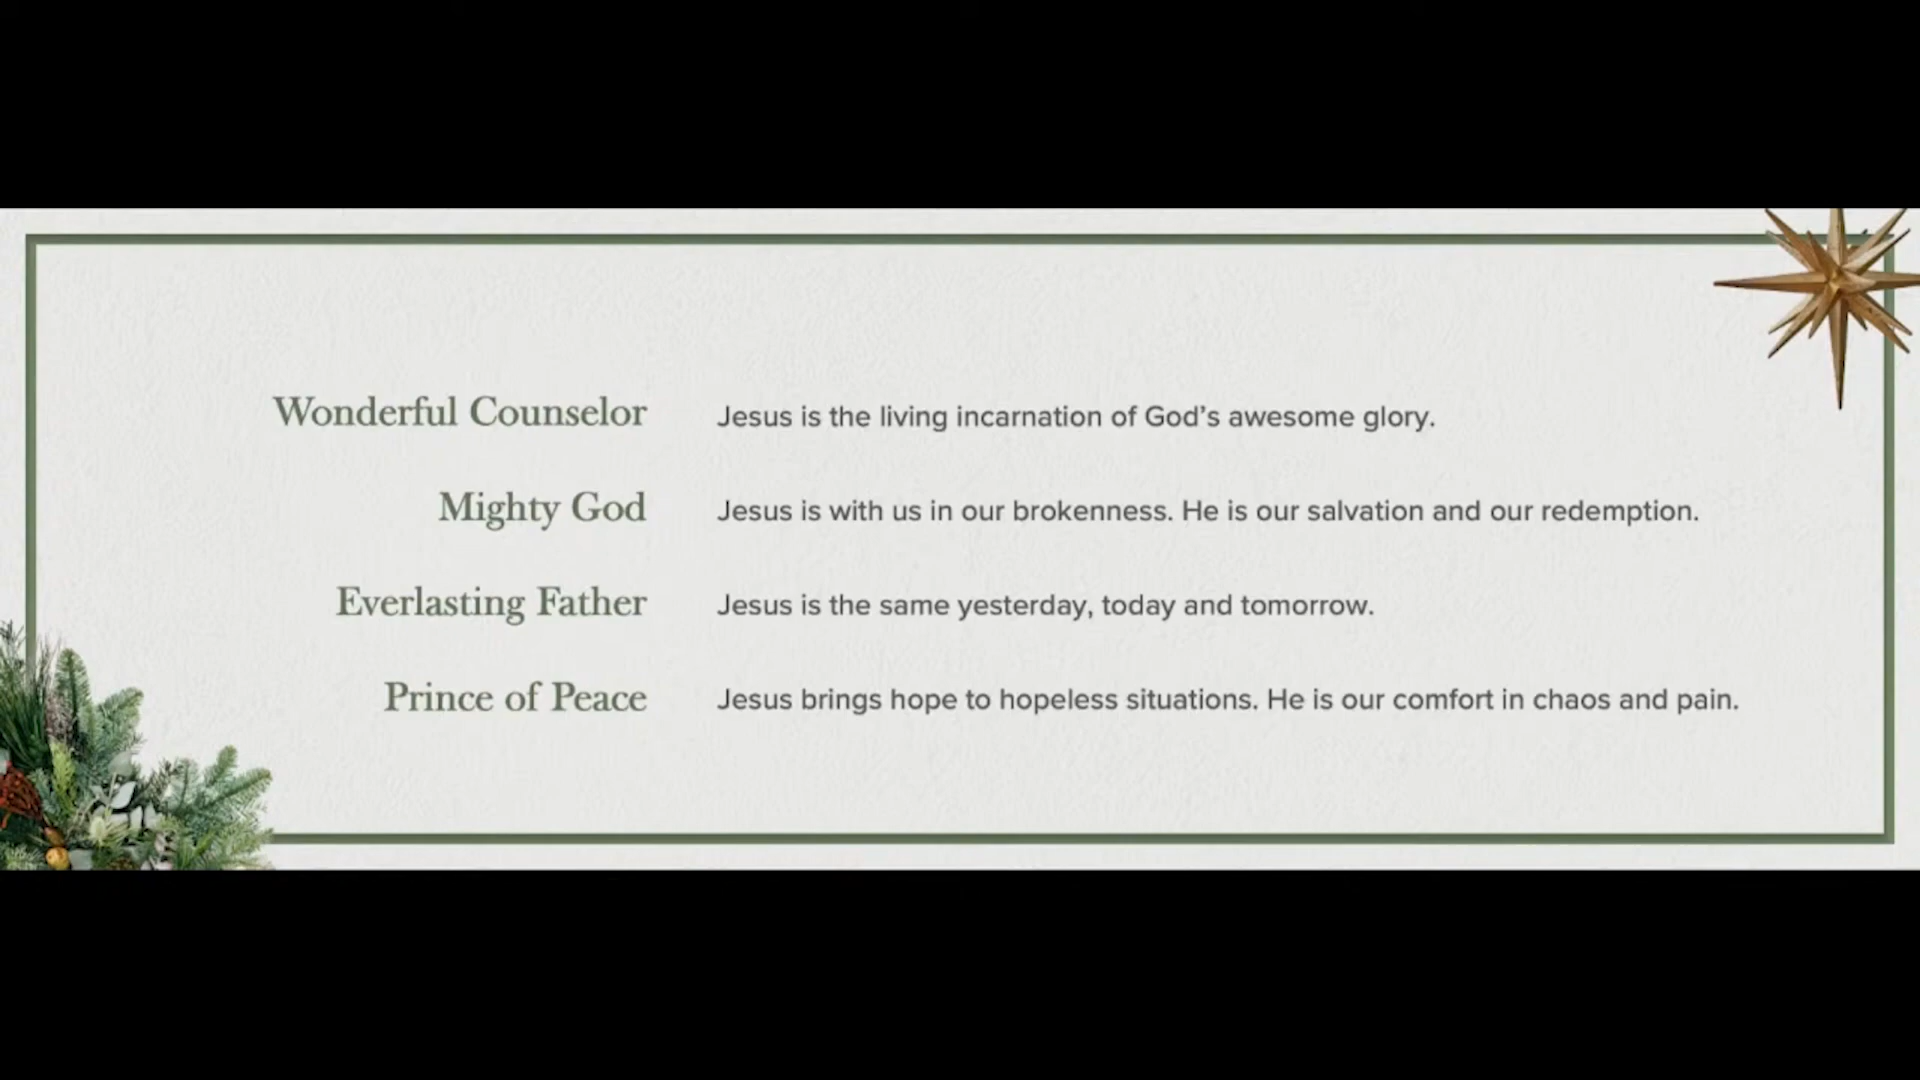 Wonderful Counselor Jesus is the living incarnation of God’s awesome glory.
Mighty God Jesus is with us in our brokenness. He is our salvation and our redemption.
Everlasting Father Jesus is the same yesterday, today and tomorrow.
Prince of Peace Jesus brings hope to hopeless situations. He is our comfort in chaos and pain.